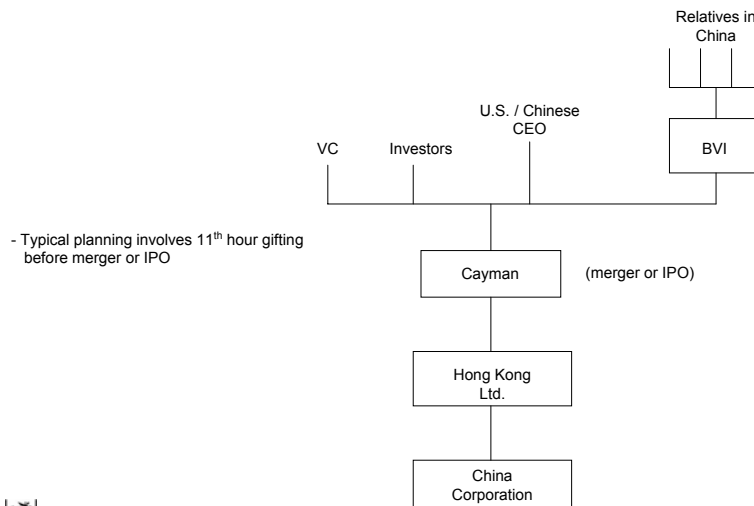 Relatives in
China
U.S. / Chinese
CEO
VC
Investors
BVI
- Typical planning involves 11th hour gifting
before merger or IPO
Cayman
(merger or IPO)
Hong Kong
Ltd.
China
Corporation